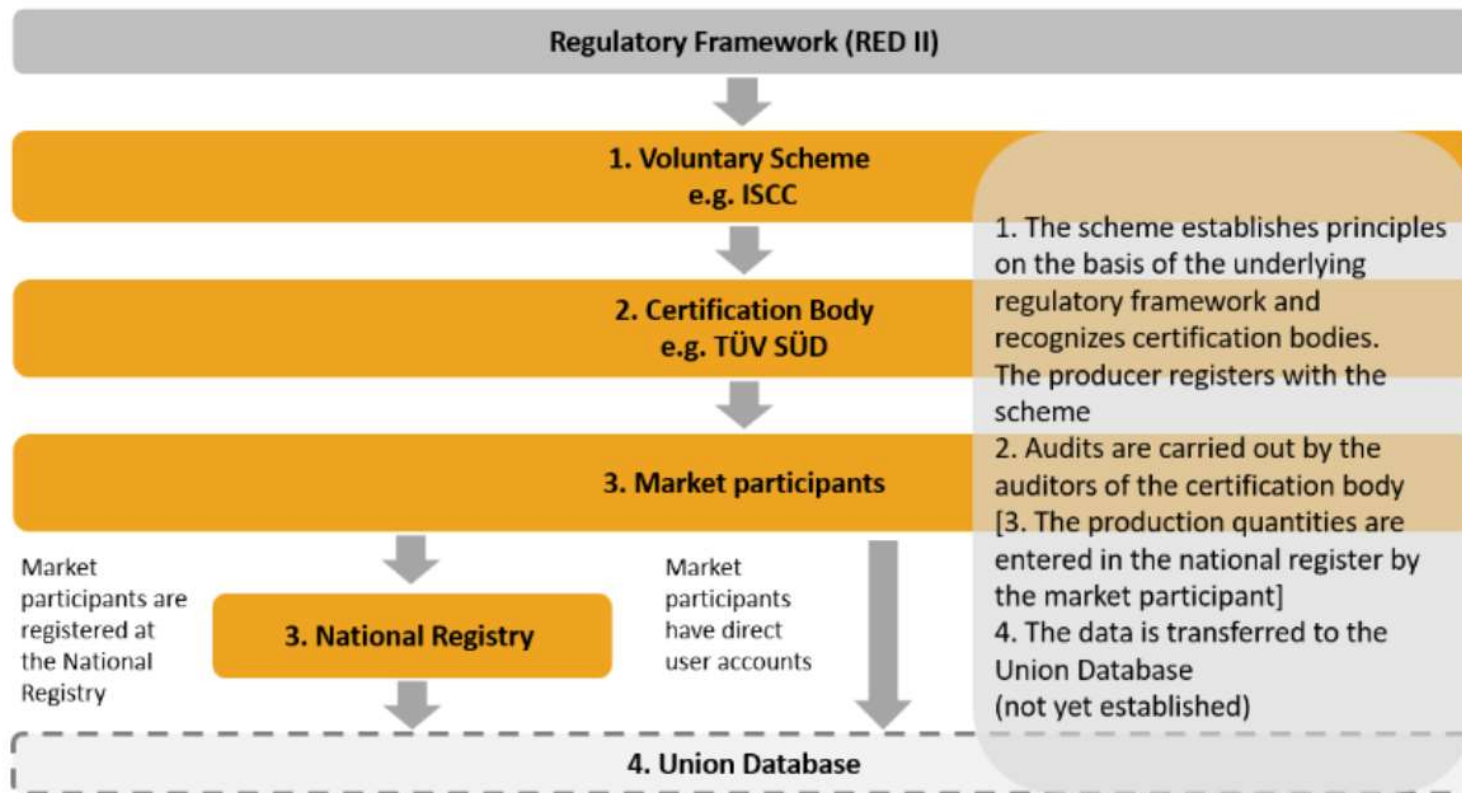 Regulatory Framework (RED II)
1. Voluntary Scheme
e.g. ISCC
2. Certification Body
e.g. TÜV SÜD
3. Market participants
Market
participants are
registered at
the National
Registry
3. National Registry
Market
participants
have direct
user accounts
4. Union Database
1. The scheme establishes principles
on the basis of the underlying
regulatory framework and
recognizes certification bodies.
The producer registers with the
scheme
2. Audits are carried out by the
auditors of the certification body
[3. The production quantities are
entered in the national register by
the market participant]
4. The data is transferred to the
Union Database
(not yet established)